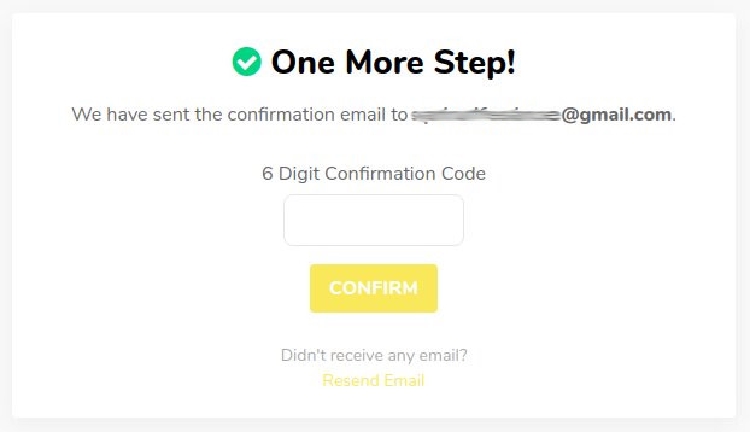 One More Step!
We have sent the confirmation email to @gmail.com.
6 Digit Confirmation Code
CONFIRM
Didn't receive any email?
Resend Email